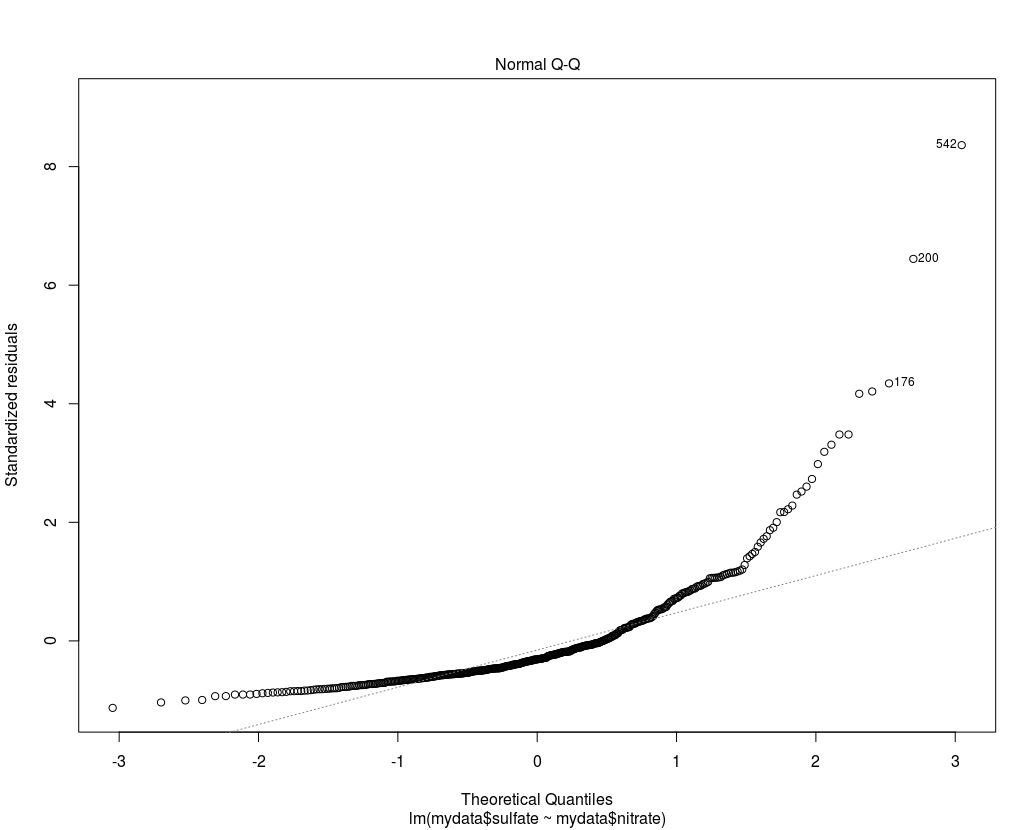 Normal Q-Q
542
200
176
8
6
4
2
0
Standardized residuals
-3 -2 -1 0 1 2 3
Theoretical Quantiles
lm(mydata$sulfate ~ mydata$nitrate)